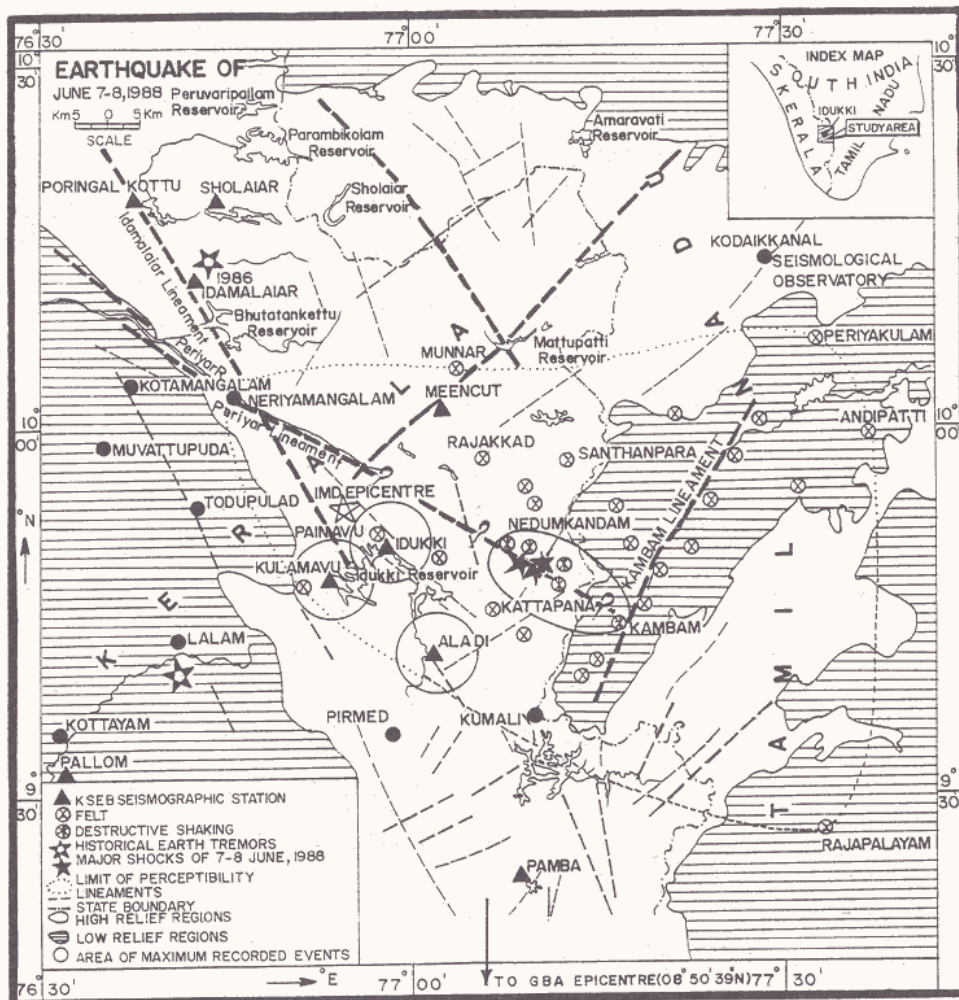 76°30'
77°00'
77°30'
10°30'
10°30'
EARTHQUAKE OF
JUNE 7-8, 1988
Km5 0 5 Km
SCALE
Peruvaripallam
Reservoir
Parambikolam
Reservoir
Amaravati
Reservoir
INDEX MAP
SOUTH INDIA
IDUKKI
STUDY AREA
KERALA
TAMIL NADU
PORINGAL KOTTU
SHOLAIAR
Sholaiar
Reservoir
Idamalaiar Lineament
1986
IDAMALAIAR
Bhutatankettu
Reservoir
KODAIKKANAL
SEISMOLOGICAL
OBSERVATORY
Periyar R
MUNNAR
Mattupatti
Reservoir
PERIYAKULAM
KOTAMANGALAM
NERIYAMANGALAM
MEENCUT
ANDIPATTI
10°00'
10°00'
Periyar Lineament
MUVATTUPUDA
RAJAKKAD
SANTHANPARA
IMD EPICENTRE
TODUPULAD
°N
PAINAVU
IDUKKI
NEDUMKANDAM
KAMBAM LINEAMENT
KULAMAVU
Idukki Reservoir
KATTAPANA
KAMBAM
LALAM
ALADI
KERALA
TAMIL NADU
PIRMED
KUMALI
KOTTAYAM
PALLOM
9°30'
9°30'
KSEB SEISMOGRAPHIC STATION
FELT
DESTRUCTIVE SHAKING
HISTORICAL EARTH TREMORS
MAJOR SHOCKS OF 7-8 JUNE, 1988
LIMIT OF PERCEPTIBILITY
LINEAMENTS
STATE BOUNDARY
HIGH RELIEF REGIONS
LOW RELIEF REGIONS
AREA OF MAXIMUM RECORDED EVENTS
RAJAPALAYAM
PAMBA
76°30'
E
77°00'
TO GBA EPICENTRE(08° 50' 39N)
77°30'